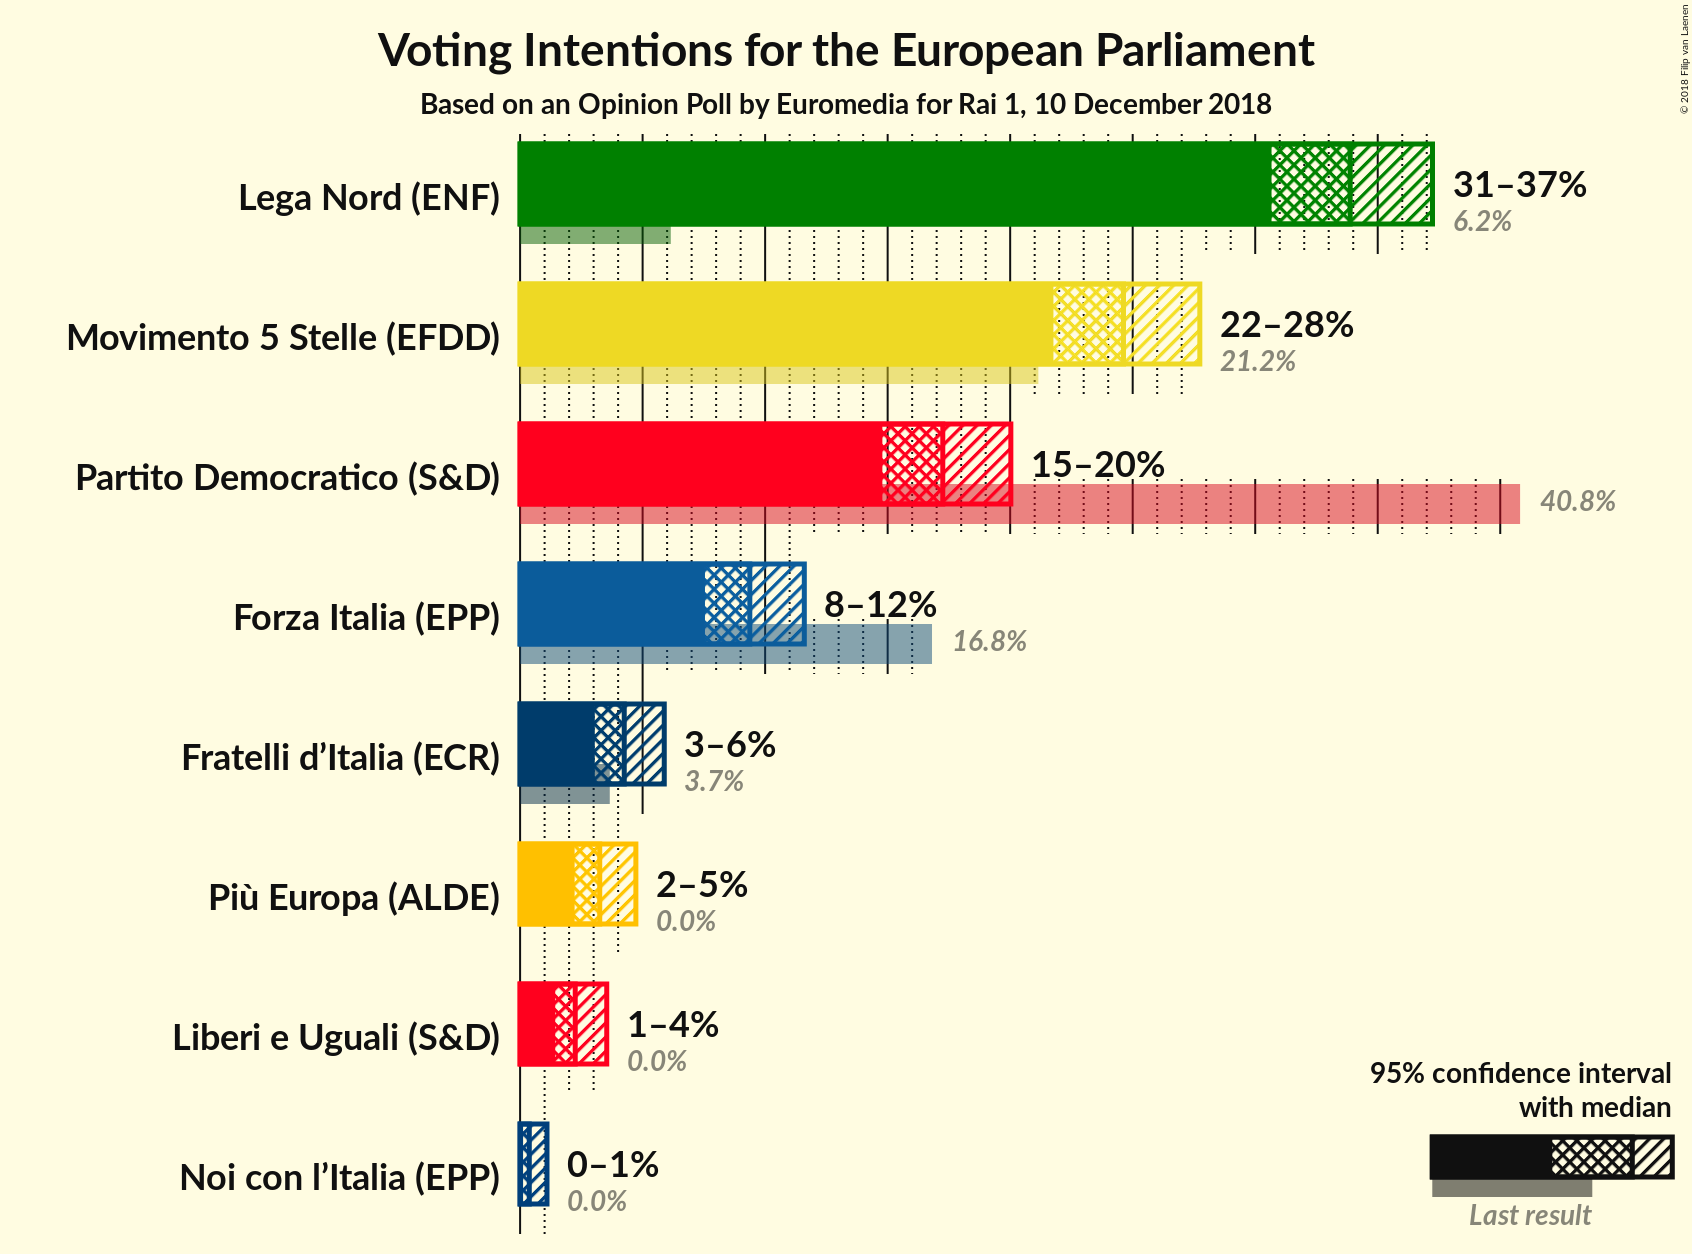 Voting Intentions for the European Parliament
Based on an Opinion Poll by Euromedia for Rai 1, 10 December 2018
© 2018 Filip van Laenen
Lega Nord (ENF)
31–37%
6.2%
Movimento 5 Stelle (EFDD)
22–28%
21.2%
Partito Democratico (S&D)
15–20%
40.8%
Forza Italia (EPP)
8–12%
16.8%
Fratelli d’Italia (ECR)
3–6%
3.7%
Più Europa (ALDE)
2–5%
0.0%
Liberi e Uguali (S&D)
1–4%
0.0%
Noi con l’Italia (EPP)
0–1%
0.0%
95% confidence interval
with median
Last result